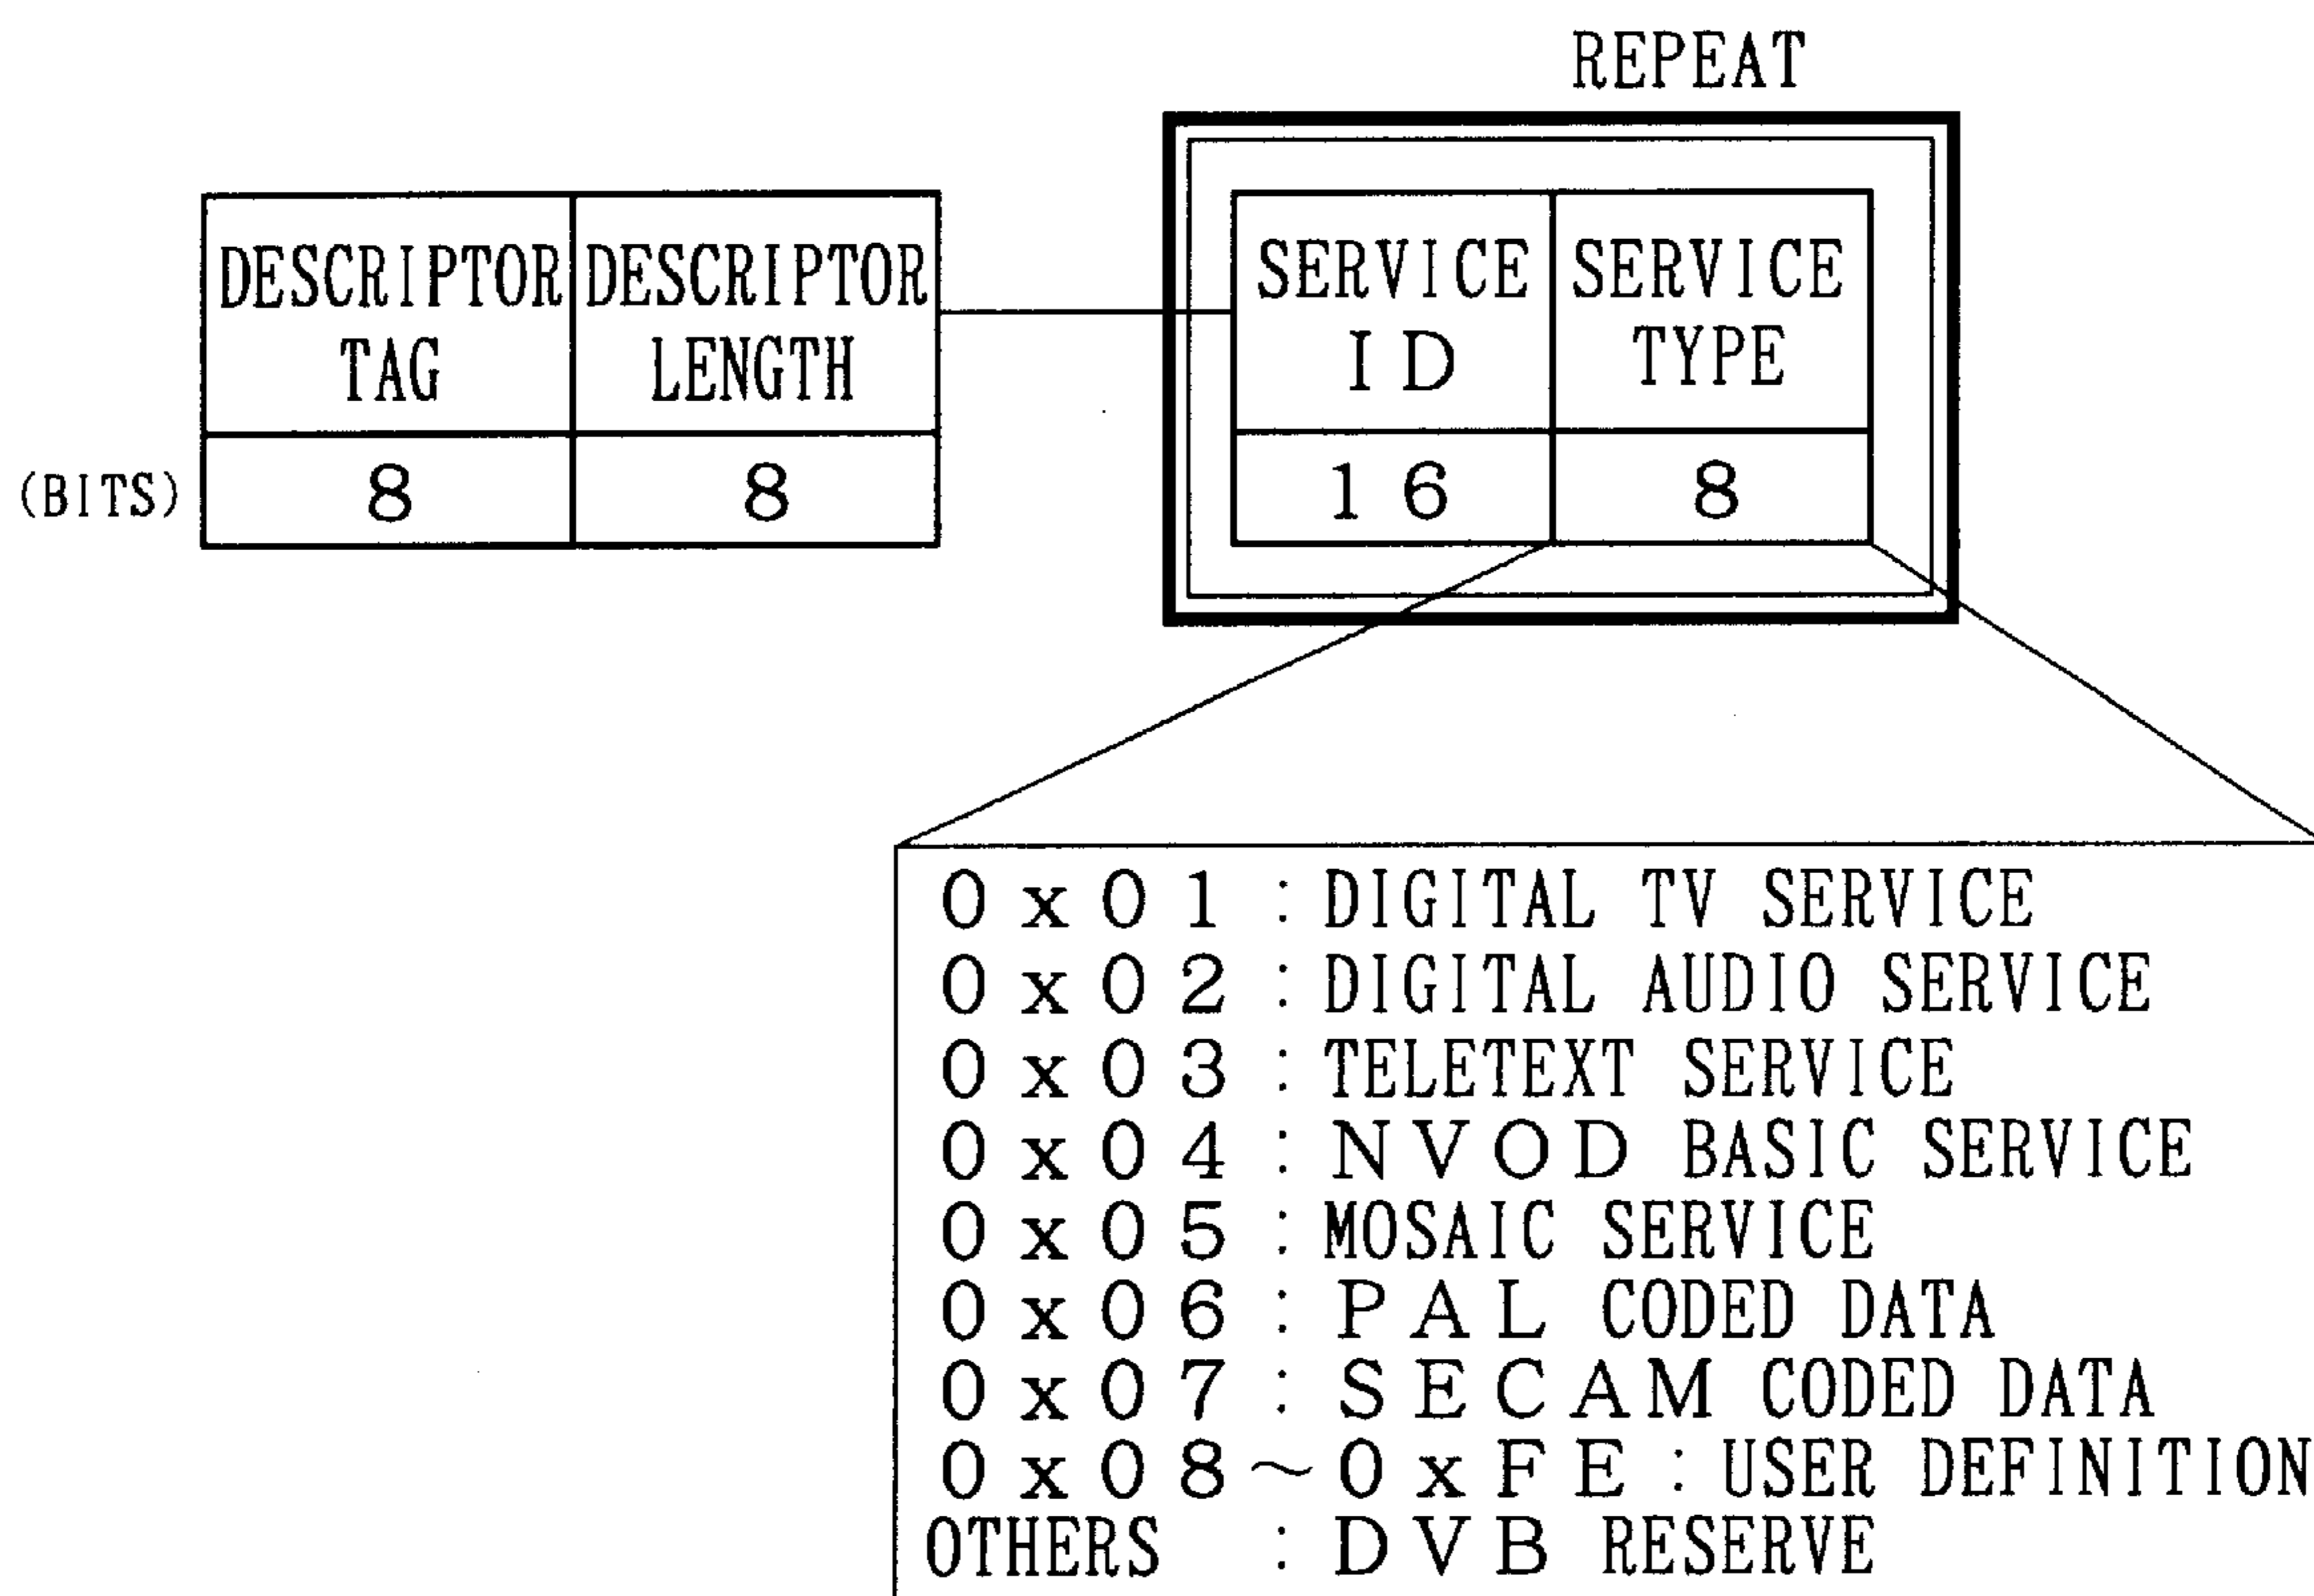 REPEAT
DESCRIPTOR TAG
DESCRIPTOR LENGTH
SERVICE ID
SERVICE TYPE
(BITS)
8
8
16
8
0x01 : DIGITAL TV SERVICE
0x02 : DIGITAL AUDIO SERVICE
0x03 : TELETEXT SERVICE
0x04 : NVOD BASIC SERVICE
0x05 : MOSAIC SERVICE
0x06 : PAL CODED DATA
0x07 : SECAM CODED DATA
0x08~0xFE : USER DEFINITION
OTHERS : DVB RESERVE